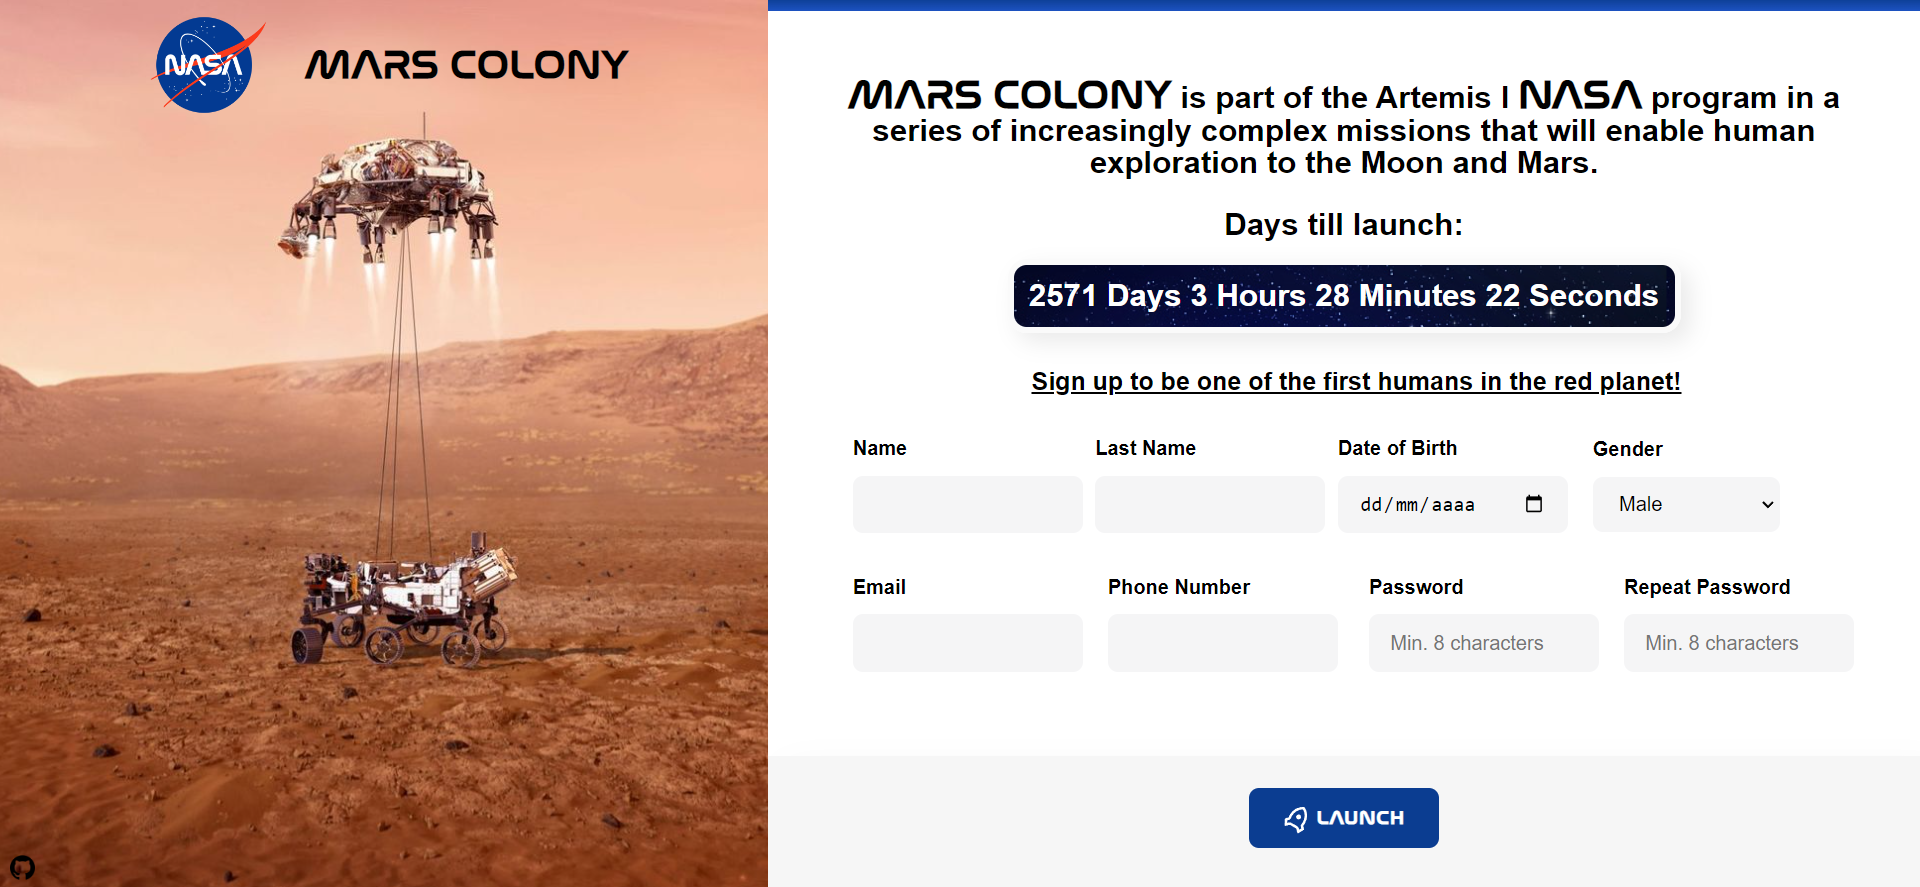 NASA
MARS COLONY
MARS COLONY is part of the Artemis I NASA program in a
series of increasingly complex missions that will enable human
exploration to the Moon and Mars.
Days till launch:
2571 Days 3 Hours 28 Minutes 22 Seconds
Sign up to be one of the first humans in the red planet!
Name
Last Name
Date of Birth
Gender
dd/mm/aaaa
Male
Email
Phone Number
Password
Repeat Password
Min. 8 characters
Min. 8 characters
LAUNCH